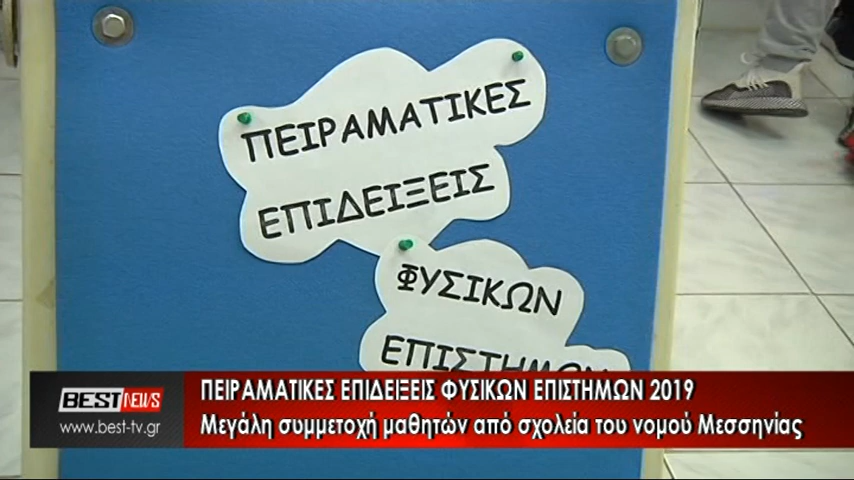 ΠΕΙΡΑΜΑΤΙΚΕΣ
ΕΠΙΔΕΙΞΕΙΣ
ΦΥΣΙΚΩΝ
ΕΠΙΣΤΗΜΩΝ
BEST NEWS
www.best-tv.gr
ΠΕΙΡΑΜΑΤΙΚΕΣ ΕΠΙΔΕΙΞΕΙΣ ΦΥΣΙΚΩΝ ΕΠΙΣΤΗΜΩΝ 2019
Μεγάλη συμμετοχή μαθητών από σχολεία του νομού Μεσσηνίας